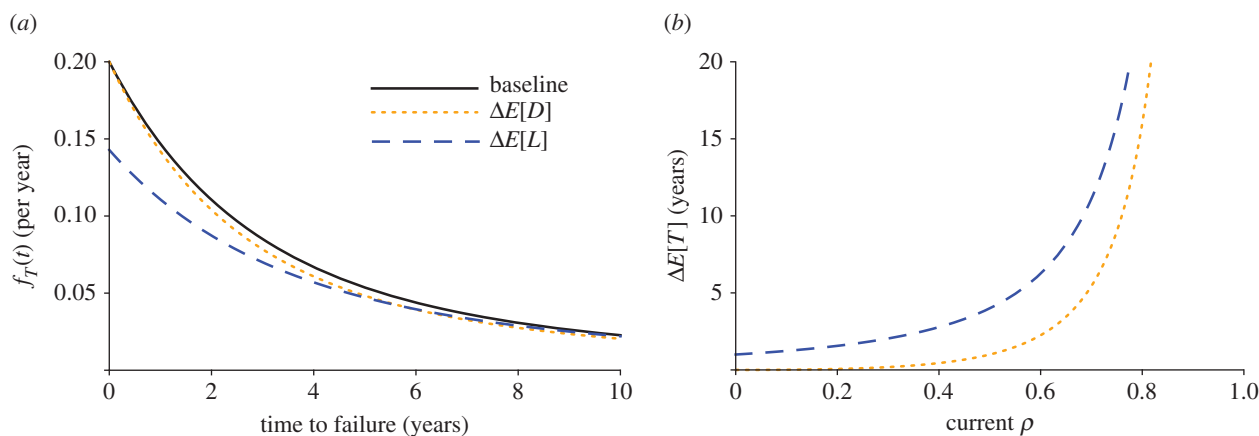 (a)
0.20
0.15
0.10
0.05
f_T(t) (per year)
baseline
ΔE[D]
ΔE[L]
0
2
4
6
8
10
time to failure (years)
(b)
20
15
10
5
ΔE[T] (years)
0
0.2
0.4
0.6
0.8
1.0
current ρ